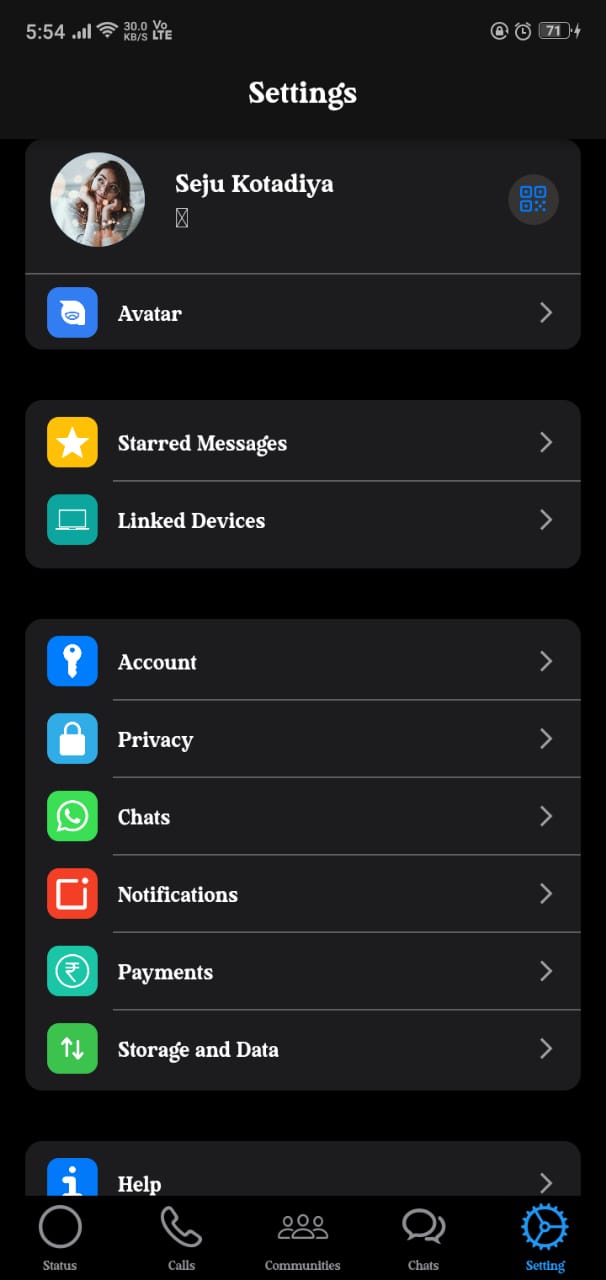 5:54
30.0
KB/S
Vo
LTE
71
Settings
Seju Kotadiya
Avatar
Starred Messages
Linked Devices
Account
Privacy
Chats
Notifications
Payments
Storage and Data
Help
Status
Calls
Communities
Chats
Setting